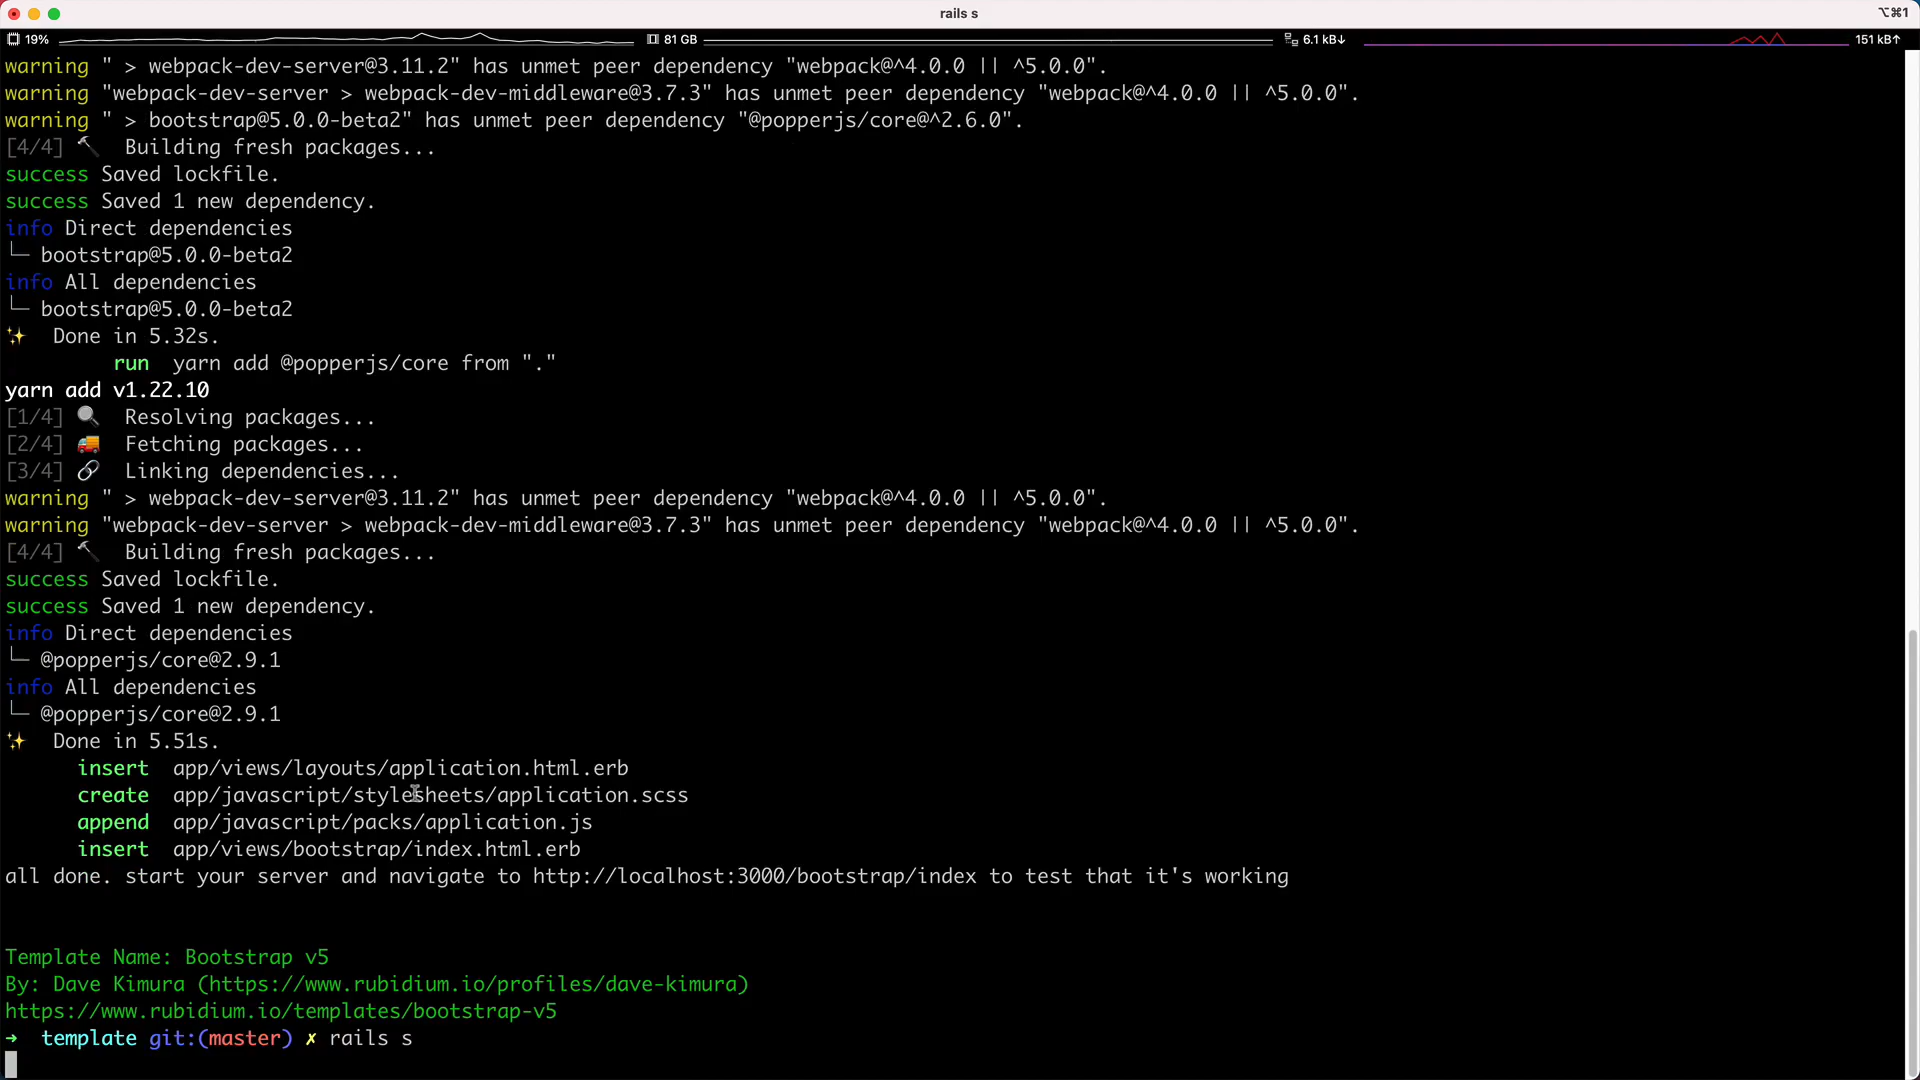 rails s
⌥⌘1
19%
81 GB
6.1 kB↓
151 kB↑
warning " > webpack-dev-server@3.11.2" has unmet peer dependency "webpack@^4.0.0 || ^5.0.0".
warning "webpack-dev-server > webpack-dev-middleware@3.7.3" has unmet peer dependency "webpack@^4.0.0 || ^5.0.0".
warning " > bootstrap@5.0.0-beta2" has unmet peer dependency "@popperjs/core@^2.6.0".
[4/4] 🔨 Building fresh packages...
success Saved lockfile.
success Saved 1 new dependency.
info Direct dependencies
└─ bootstrap@5.0.0-beta2
info All dependencies
└─ bootstrap@5.0.0-beta2
✨ Done in 5.32s.
run yarn add @popperjs/core from "."
yarn add v1.22.10
[1/4] 🔍 Resolving packages...
[2/4] 🚚 Fetching packages...
[3/4] 🔗 Linking dependencies...
warning " > webpack-dev-server@3.11.2" has unmet peer dependency "webpack@^4.0.0 || ^5.0.0".
warning "webpack-dev-server > webpack-dev-middleware@3.7.3" has unmet peer dependency "webpack@^4.0.0 || ^5.0.0".
[4/4] 🔨 Building fresh packages...
success Saved lockfile.
success Saved 1 new dependency.
info Direct dependencies
└─ @popperjs/core@2.9.1
info All dependencies
└─ @popperjs/core@2.9.1
✨ Done in 5.51s.
insert app/views/layouts/application.html.erb
create app/javascript/stylesheets/application.scss
append app/javascript/packs/application.js
insert app/views/bootstrap/index.html.erb
all done. start your server and navigate to http://localhost:3000/bootstrap/index to test that it's working
Template Name: Bootstrap v5
By: Dave Kimura (https://www.rubidium.io/profiles/dave-kimura)
https://www.rubidium.io/templates/bootstrap-v5
→ template git:(master) ✗ rails s